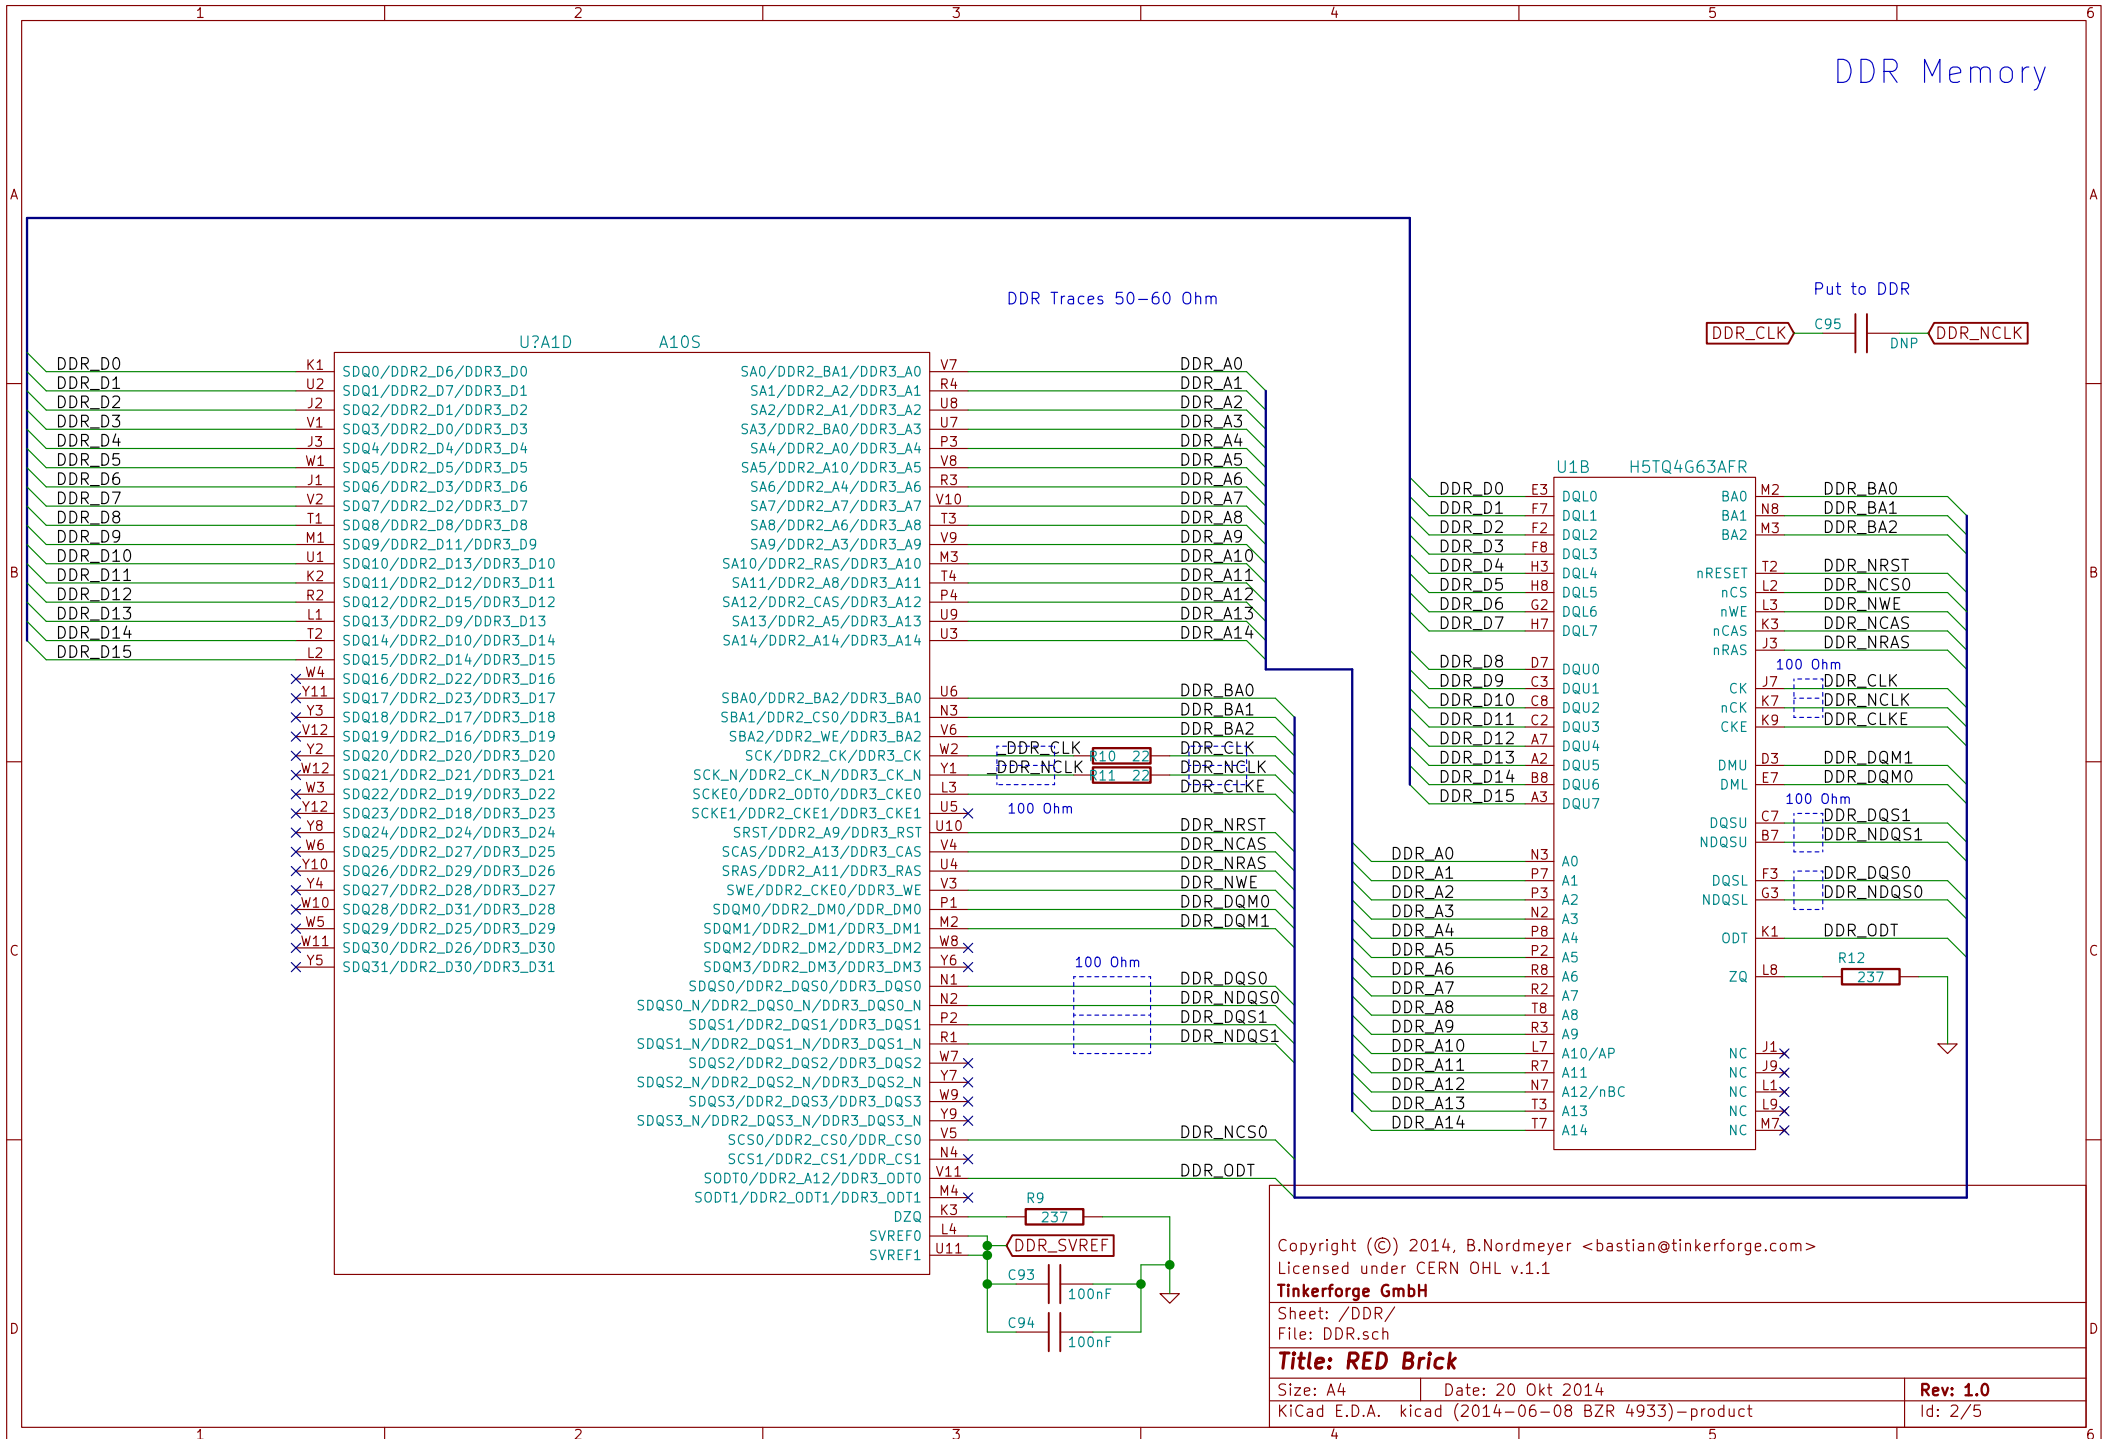 1 2 3 4 5 6
DDR Memory
A A
DDR Traces 50-60 Ohm
Put to DDR
DDR_CLK C95 DNP DDR_NCLK
U?A1D A10S
DDR_D0 K1 SDQ0/DDR2_D6/DDR3_D0
DDR_D1 U2 SDQ1/DDR2_D7/DDR3_D1
DDR_D2 J2 SDQ2/DDR2_D1/DDR3_D2
DDR_D3 V1 SDQ3/DDR2_D0/DDR3_D3
DDR_D4 J3 SDQ4/DDR2_D4/DDR3_D4
DDR_D5 W1 SDQ5/DDR2_D5/DDR3_D5
DDR_D6 J1 SDQ6/DDR2_D3/DDR3_D6
DDR_D7 V2 SDQ7/DDR2_D2/DDR3_D7
DDR_D8 T1 SDQ8/DDR2_D8/DDR3_D8
DDR_D9 M1 SDQ9/DDR2_D11/DDR3_D9
DDR_D10 U1 SDQ10/DDR2_D13/DDR3_D10
DDR_D11 K2 SDQ11/DDR2_D12/DDR3_D11
DDR_D12 R2 SDQ12/DDR2_D15/DDR3_D12
DDR_D13 L1 SDQ13/DDR2_D9/DDR3_D13
DDR_D14 T2 SDQ14/DDR2_D10/DDR3_D14
DDR_D15 L2 SDQ15/DDR2_D14/DDR3_D15
W4 SDQ16/DDR2_D22/DDR3_D16
Y11 SDQ17/DDR2_D23/DDR3_D17
Y3 SDQ18/DDR2_D17/DDR3_D18
V12 SDQ19/DDR2_D16/DDR3_D19
Y2 SDQ20/DDR2_D20/DDR3_D20
W12 SDQ21/DDR2_D21/DDR3_D21
W3 SDQ22/DDR2_D19/DDR3_D22
Y12 SDQ23/DDR2_D18/DDR3_D23
Y8 SDQ24/DDR2_D24/DDR3_D24
W6 SDQ25/DDR2_D27/DDR3_D25
Y10 SDQ26/DDR2_D29/DDR3_D26
Y4 SDQ27/DDR2_D28/DDR3_D27
W10 SDQ28/DDR2_D31/DDR3_D28
W5 SDQ29/DDR2_D25/DDR3_D29
W11 SDQ30/DDR2_D26/DDR3_D30
Y5 SDQ31/DDR2_D30/DDR3_D31
SA0/DDR2_BA1/DDR3_A0 V7 DDR_A0
SA1/DDR2_A2/DDR3_A1 R4 DDR_A1
SA2/DDR2_A1/DDR3_A2 U8 DDR_A2
SA3/DDR2_BA0/DDR3_A3 U7 DDR_A3
SA4/DDR2_A0/DDR3_A4 P3 DDR_A4
SA5/DDR2_A10/DDR3_A5 V8 DDR_A5
SA6/DDR2_A4/DDR3_A6 R3 DDR_A6
SA7/DDR2_A7/DDR3_A7 V10 DDR_A7
SA8/DDR2_A6/DDR3_A8 T3 DDR_A8
SA9/DDR2_A3/DDR3_A9 V9 DDR_A9
SA10/DDR2_RAS/DDR3_A10 M3 DDR_A10
SA11/DDR2_A8/DDR3_A11 T4 DDR_A11
SA12/DDR2_CAS/DDR3_A12 P4 DDR_A12
SA13/DDR2_A5/DDR3_A13 U9 DDR_A13
SA14/DDR2_A14/DDR3_A14 U3 DDR_A14
SBA0/DDR2_BA2/DDR3_BA0 U6 DDR_BA0
SBA1/DDR2_CS0/DDR3_BA1 N3 DDR_BA1
SBA2/DDR2_WE/DDR3_BA2 V6 DDR_BA2
SCK/DDR2_CK/DDR3_CK W2 _DDR_CLK R10 22 DDR_CLK
SCK_N/DDR2_CK_N/DDR3_CK_N Y1 _DDR_NCLK R11 22 DDR_NCLK
SCKE0/DDR2_ODT0/DDR3_CKE0 L3 DDR_CLKE
SCKE1/DDR2_CKE1/DDR3_CKE1 U5 100 Ohm
SRST/DDR2_A9/DDR3_RST U10 DDR_NRST
SCAS/DDR2_A13/DDR3_CAS V4 DDR_NCAS
SRAS/DDR2_A11/DDR3_RAS U4 DDR_NRAS
SWE/DDR2_CKE0/DDR3_WE V3 DDR_NWE
SDQM0/DDR2_DM0/DDR_DM0 P1 DDR_DQM0
SDQM1/DDR2_DM1/DDR3_DM1 M2 DDR_DQM1
SDQM2/DDR2_DM2/DDR3_DM2 W8
SDQM3/DDR2_DM3/DDR3_DM3 Y6 100 Ohm
SDQS0/DDR2_DQS0/DDR3_DQS0 N1 DDR_DQS0
SDQS0_N/DDR2_DQS0_N/DDR3_DQS0_N N2 DDR_NDQS0
SDQS1/DDR2_DQS1/DDR3_DQS1 P2 DDR_DQS1
SDQS1_N/DDR2_DQS1_N/DDR3_DQS1_N R1 DDR_NDQS1
SDQS2/DDR2_DQS2/DDR3_DQS2 W7
SDQS2_N/DDR2_DQS2_N/DDR3_DQS2_N Y7
SDQS3/DDR2_DQS3/DDR3_DQS3 W9
SDQS3_N/DDR2_DQS3_N/DDR3_DQS3_N Y9
SCS0/DDR2_CS0/DDR_CS0 V5 DDR_NCS0
SCS1/DDR2_CS1/DDR_CS1 N4
SODT0/DDR2_A12/DDR3_ODT0 V11 DDR_ODT
SODT1/DDR2_ODT1/DDR3_ODT1 M4
DZQ K3 R9 237
SVREF0 L4
SVREF1 U11 DDR_SVREF
C93 100nF
C94 100nF
U1B H5TQ4G63AFR
DDR_D0 E3 DQL0
DDR_D1 F7 DQL1
DDR_D2 F2 DQL2
DDR_D3 F8 DQL3
DDR_D4 H3 DQL4
DDR_D5 H8 DQL5
DDR_D6 G2 DQL6
DDR_D7 H7 DQL7
DDR_D8 D7 DQU0
DDR_D9 C3 DQU1
DDR_D10 C8 DQU2
DDR_D11 C2 DQU3
DDR_D12 A7 DQU4
DDR_D13 A2 DQU5
DDR_D14 B8 DQU6
DDR_D15 A3 DQU7
DDR_A0 N3 A0
DDR_A1 P7 A1
DDR_A2 P3 A2
DDR_A3 N2 A3
DDR_A4 P8 A4
DDR_A5 P2 A5
DDR_A6 R8 A6
DDR_A7 R2 A7
DDR_A8 T8 A8
DDR_A9 R3 A9
DDR_A10 L7 A10/AP
DDR_A11 R7 A11
DDR_A12 N7 A12/nBC
DDR_A13 T3 A13
DDR_A14 T7 A14
BA0 M2 DDR_BA0
BA1 N8 DDR_BA1
BA2 M3 DDR_BA2
nRESET T2 DDR_NRST
nCS L2 DDR_NCS0
nWE L3 DDR_NWE
nCAS K3 DDR_NCAS
nRAS J3 DDR_NRAS
100 Ohm
CK J7 DDR_CLK
nCK K7 DDR_NCLK
CKE K9 DDR_CLKE
DMU D3 DDR_DQM1
DML E7 DDR_DQM0
100 Ohm
DQSU C7 DDR_DQS1
NDQSU B7 DDR_NDQS1
DQSL F3 DDR_DQS0
NDQSL G3 DDR_NDQS0
ODT K1 DDR_ODT
ZQ L8 R12 237
NC J1
NC J9
NC L1
NC L9
NC M7
B B
C C
D D
Copyright (©) 2014, B.Nordmeyer <bastian@tinkerforge.com>
Licensed under CERN OHL v.1.1
Tinkerforge GmbH
Sheet: /DDR/
File: DDR.sch
Title: RED Brick
Size: A4 Date: 20 Okt 2014 Rev: 1.0
KiCad E.D.A. kicad (2014-06-08 BZR 4933)-product Id: 2/5
1 2 3 4 5 6